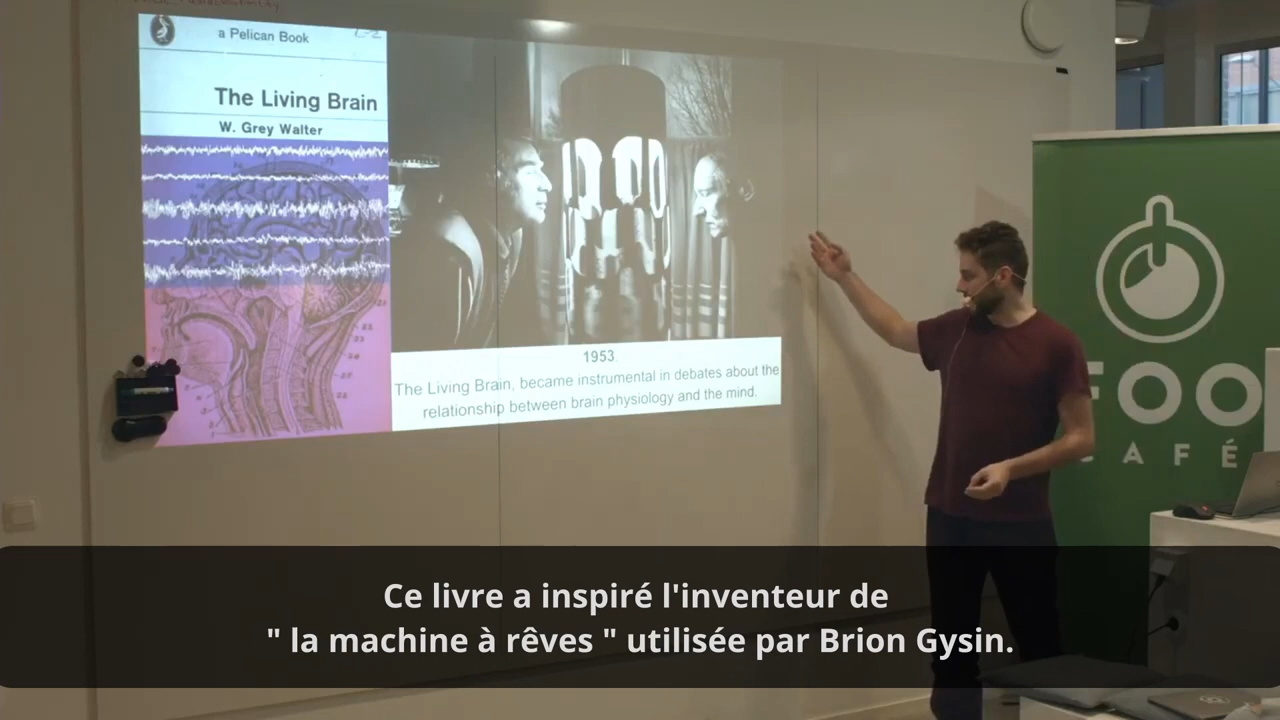 a Pelican Book
The Living Brain
W. Grey Walter
1953.
The Living Brain, became instrumental in debates about the
relationship between brain physiology and the mind.
FOO
CAFÉ
Ce livre a inspiré l'inventeur de
" la machine à rêves " utilisée par Brion Gysin.